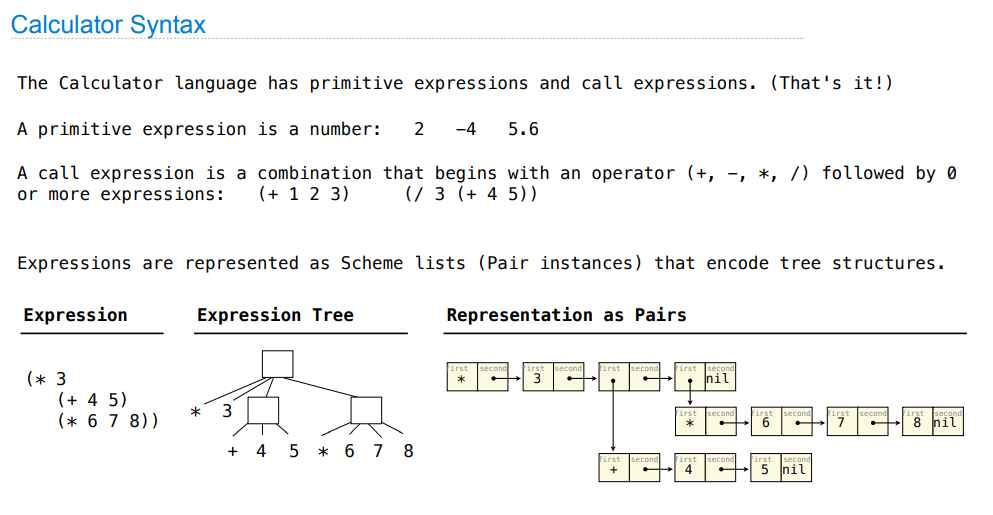 Calculator Syntax
The Calculator language has primitive expressions and call expressions. (That's it!)
A primitive expression is a number:   2   −4   5.6
A call expression is a combination that begins with an operator (+, −, *, /) followed by 0
or more expressions:   (+ 1 2 3)     (/ 3 (+ 4 5))
Expressions are represented as Scheme lists (Pair instances) that encode tree structures.
Expression   Expression Tree   Representation as Pairs
(* 3
(+ 4 5)
(* 6 7 8))
* 3
+ 4 5 * 6 7 8
first second first second first second first second
* 3 nil
first second first second first second first second
* 6 7 8 nil
first second first second first second
+ 4 5 nil